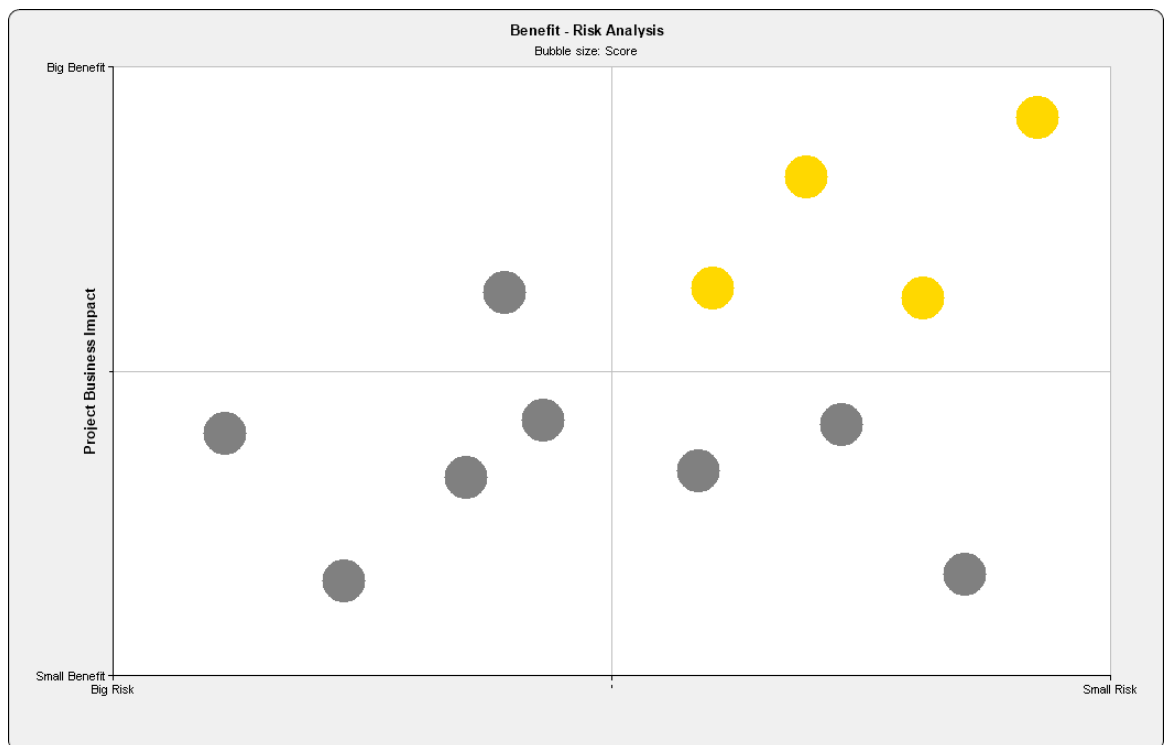 Benefit - Risk Analysis
Bubble size: Score
Big Benefit
Project Business Impact
Small Benefit
Big Risk
'
Small Risk